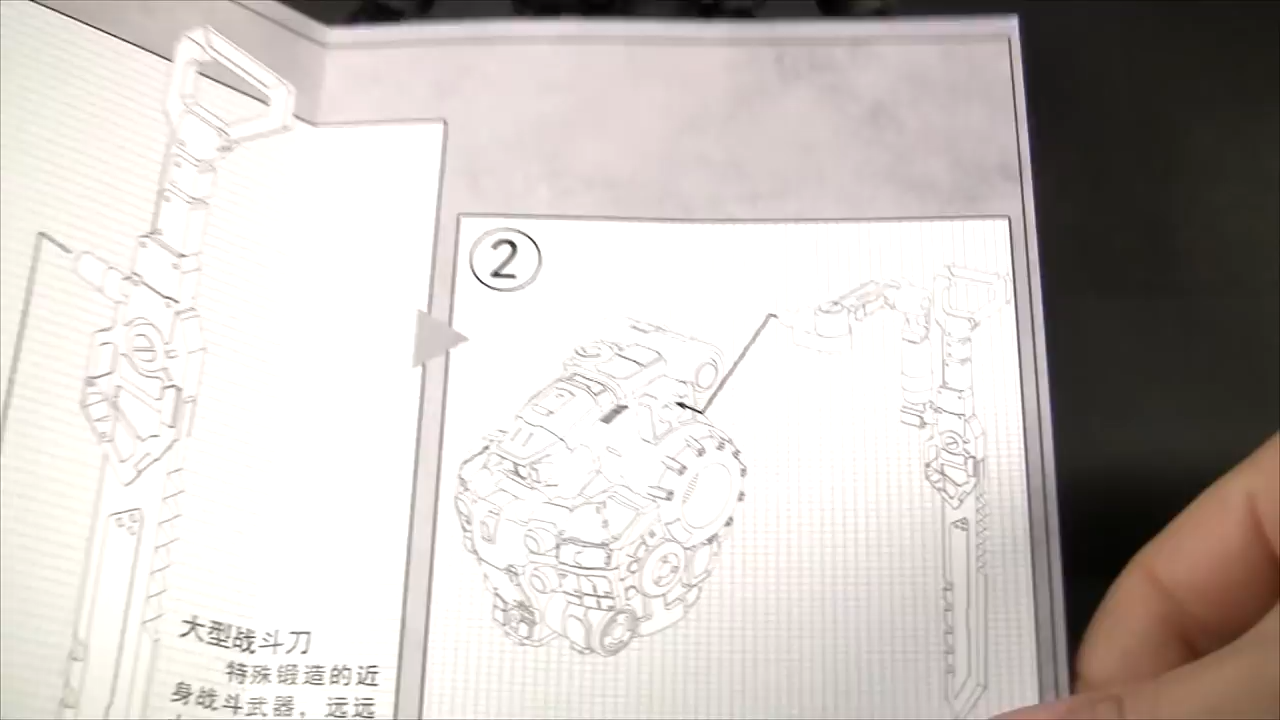 ②
大型战斗刀
特殊锻造的近
身战斗武器，远远